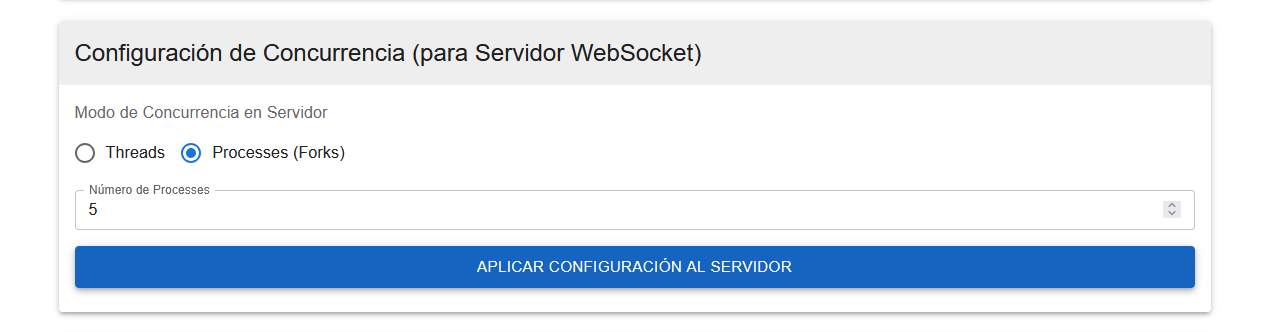 Configuración de Concurrencia (para Servidor WebSocket)
Modo de Concurrencia en Servidor
Threads Processes (Forks)
Número de Processes
5
APLICAR CONFIGURACIÓN AL SERVIDOR